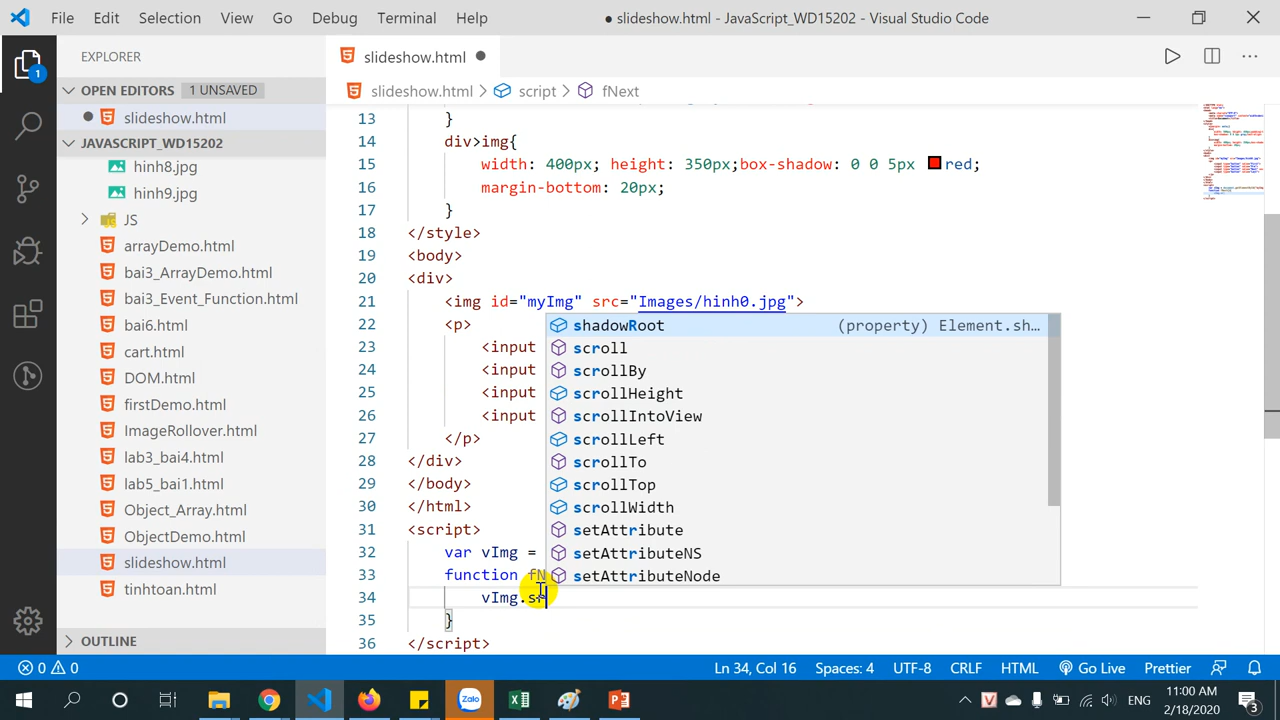 File Edit Selection View Go Debug Terminal Help ● slideshow.html - JavaScript_WD15202 - Visual Studio Code
EXPLORER
slideshow.html
OPEN EDITORS 1 UNSAVED
slideshow.html > script > fNext
slideshow.html
JAVASCRIPT_WD15202
hinh8.jpg
hinh9.jpg
JS
arrayDemo.html
bai3_ArrayDemo.html
bai3_Event_Function.html
bai6.html
cart.html
DOM.html
firstDemo.html
ImageRollover.html
lab3_bai4.html
lab5_bai1.html
Object_Array.html
ObjectDemo.html
slideshow.html
tinhtoan.html
OUTLINE
1
13 }
14 div>img{
15 width: 400px; height: 350px;box-shadow: 0 0 5px red;
16 margin-bottom: 20px;
17 }
18 </style>
19 <body>
20 <div>
21 <img id="myImg" src="Images/hinh0.jpg">
22 <p>
23 <input
24 <input
25 <input
26 <input
27 </p>
28 </div>
29 </body>
30 </html>
31 <script>
32 var vImg =
33 function fN
34 vImg.sr
35 }
36 </script>
shadowRoot (property) Element.sh…
scroll
scrollBy
scrollHeight
scrollIntoView
scrollLeft
scrollTo
scrollTop
scrollWidth
setAttribute
setAttributeNS
setAttributeNode
0 0 Ln 34, Col 16 Spaces: 4 UTF-8 CRLF HTML Go Live Prettier
Zalo ENG 11:00 AM
2/18/2020 3